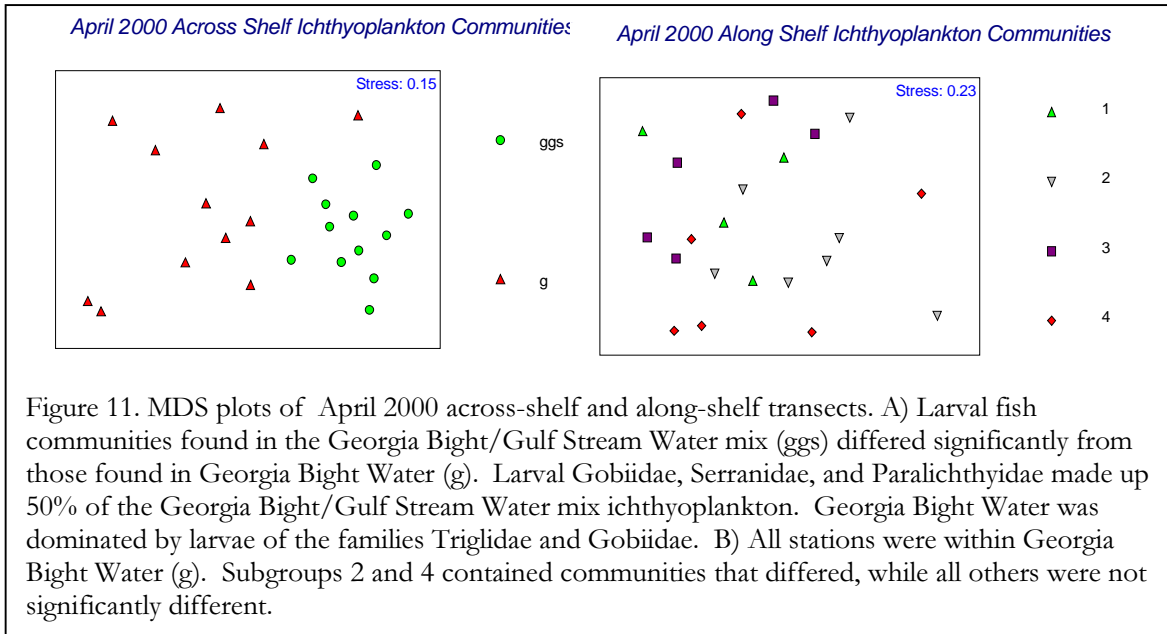 April 2000 Across Shelf Ichthyoplankton Communities
Stress: 0.15
ggs
g
April 2000 Along Shelf Ichthyoplankton Communities
Stress: 0.23
1
2
3
4
Figure 11. MDS plots of April 2000 across-shelf and along-shelf transects. A) Larval fish
communities found in the Georgia Bight/Gulf Stream Water mix (ggs) differed significantly from
those found in Georgia Bight Water (g). Larval Gobiidae, Serranidae, and Paralichthyidae made up
50% of the Georgia Bight/Gulf Stream Water mix ichthyoplankton. Georgia Bight Water was
dominated by larvae of the families Triglidae and Gobiidae. B) All stations were within Georgia
Bight Water (g). Subgroups 2 and 4 contained communities that differed, while all others were not
significantly different.